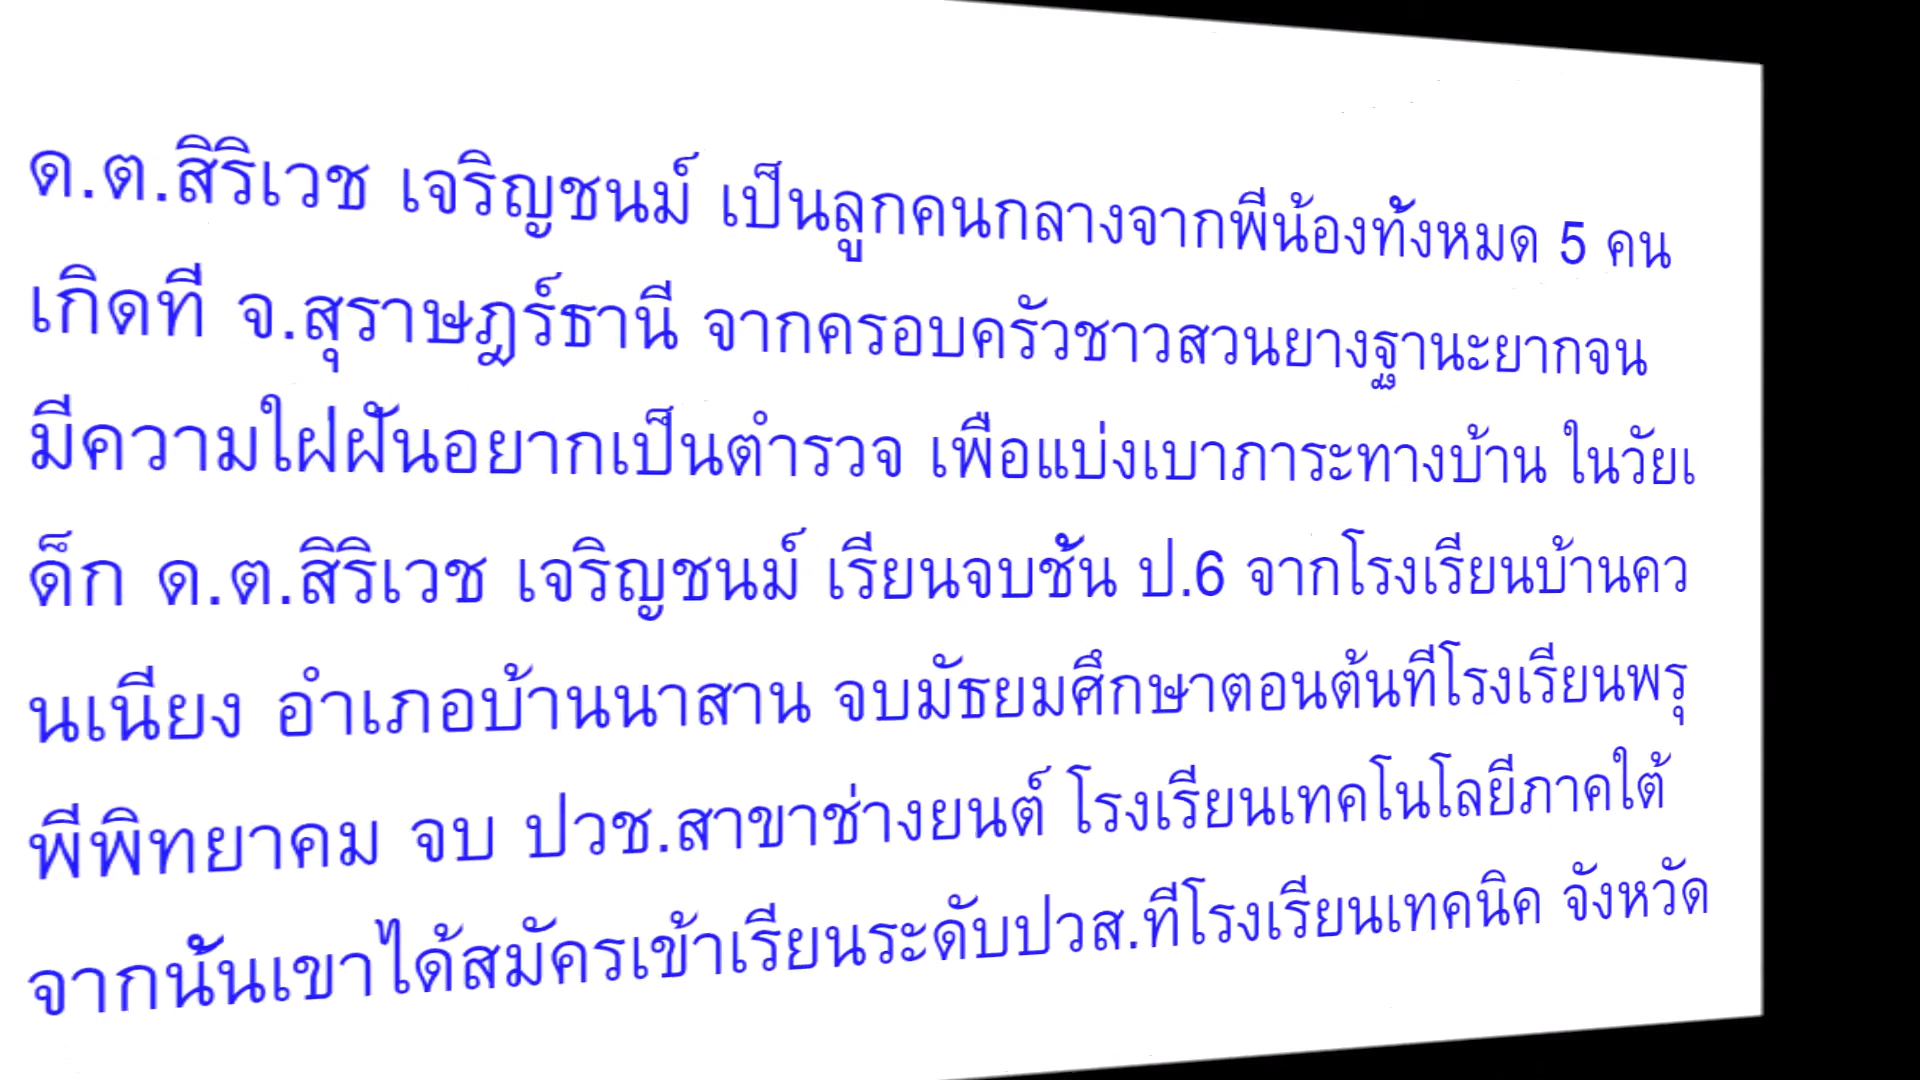 ด.ต.สิริเวช เจริญชนม์ เป็นลูกคนกลางจากพี่น้องทั้งหมด 5 คน
เกิดที่ จ.สุราษฎร์ธานี จากครอบครัวชาวสวนยางฐานะยากจน
มีความใฝ่ฝันอยากเป็นตำรวจ เพื่อแบ่งเบาภาระทางบ้าน ในวัยเ
ด็ก ด.ต.สิริเวช เจริญชนม์ เรียนจบชั้น ป.6 จากโรงเรียนบ้านคว
นเนียง อำเภอบ้านนาสาน จบมัธยมศึกษาตอนต้นที่โรงเรียนพรุ
พีพิทยาคม จบ ปวช.สาขาช่างยนต์ โรงเรียนเทคโนโลยีภาคใต้
จากนั้นเขาได้สมัครเข้าเรียนระดับปวส.ที่โรงเรียนเทคนิค จังหวัด